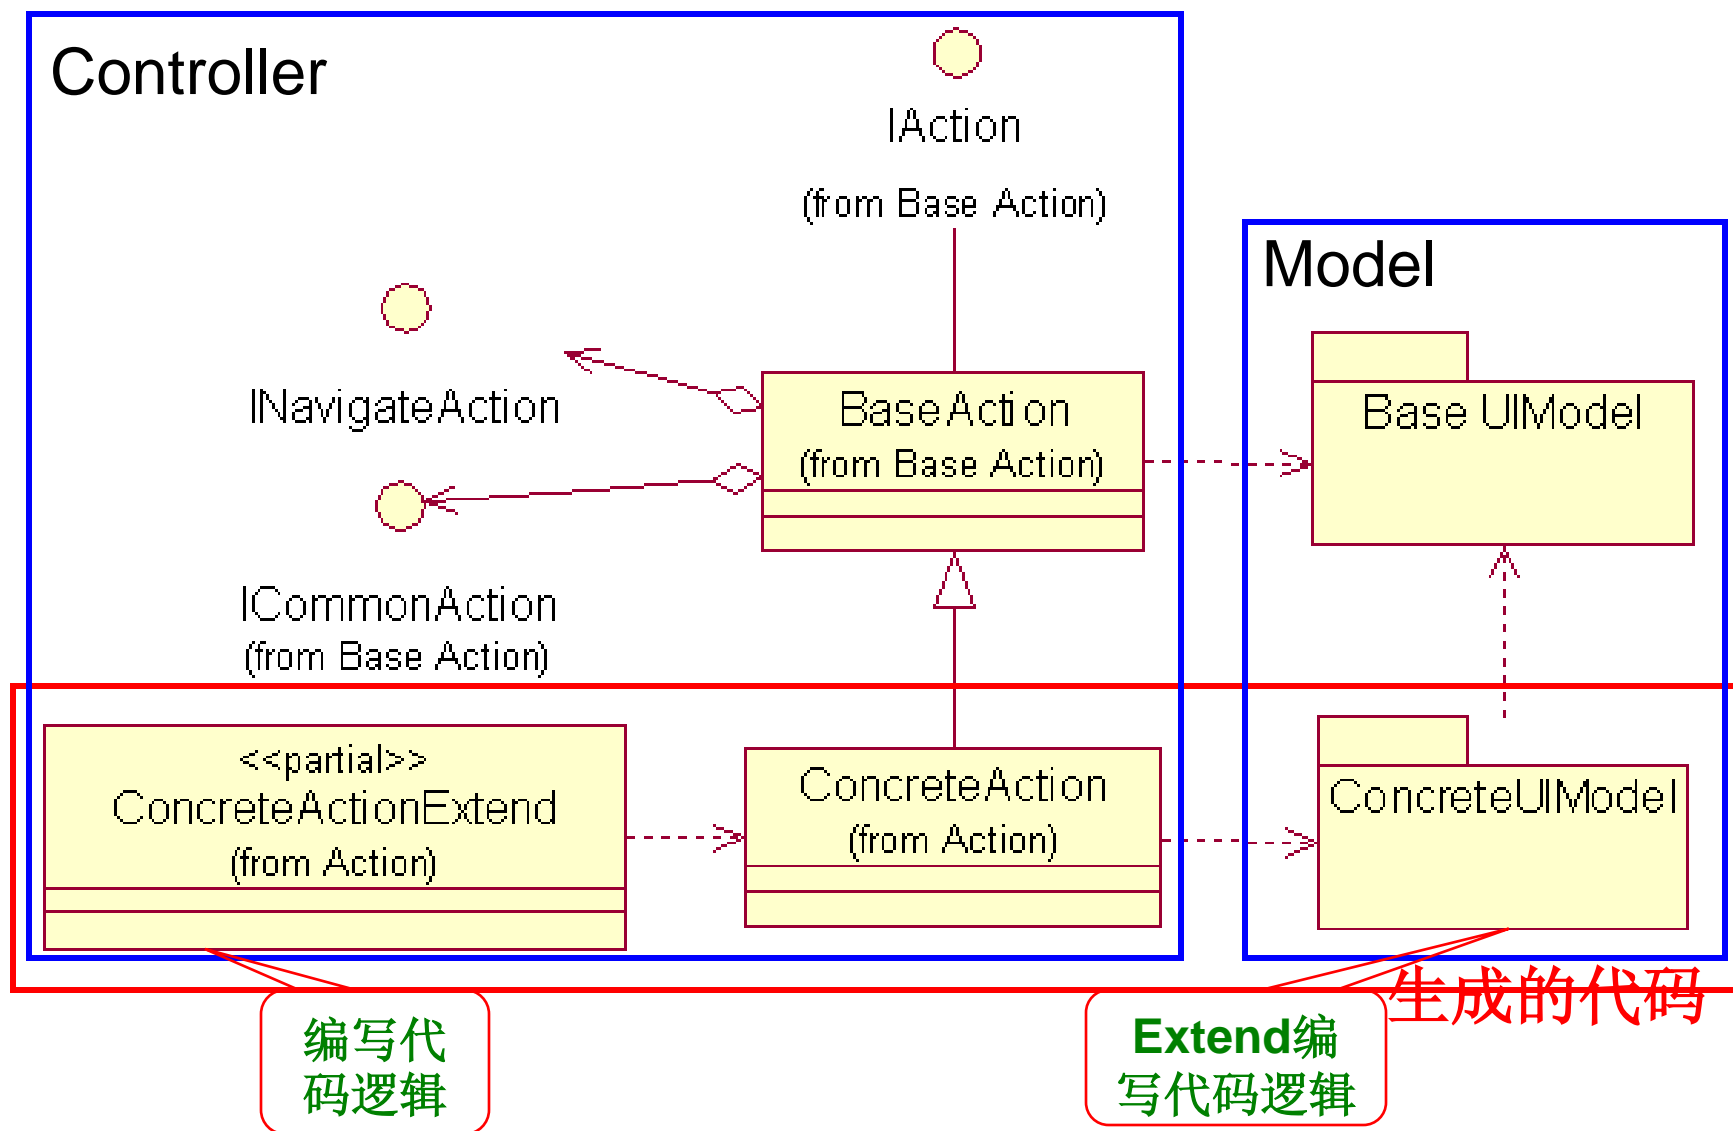 Controller
IAction
(from Base Action)
Model
INavigateAction
BaseAction
(from Base Action)
Base UIModel
ICommonAction
(from Base Action)
<<partial>>
ConcreteActionExtend
(from Action)
ConcreteAction
(from Action)
ConcreteUIModel
生成的代码
编写代
码逻辑
Extend编
写代码逻辑